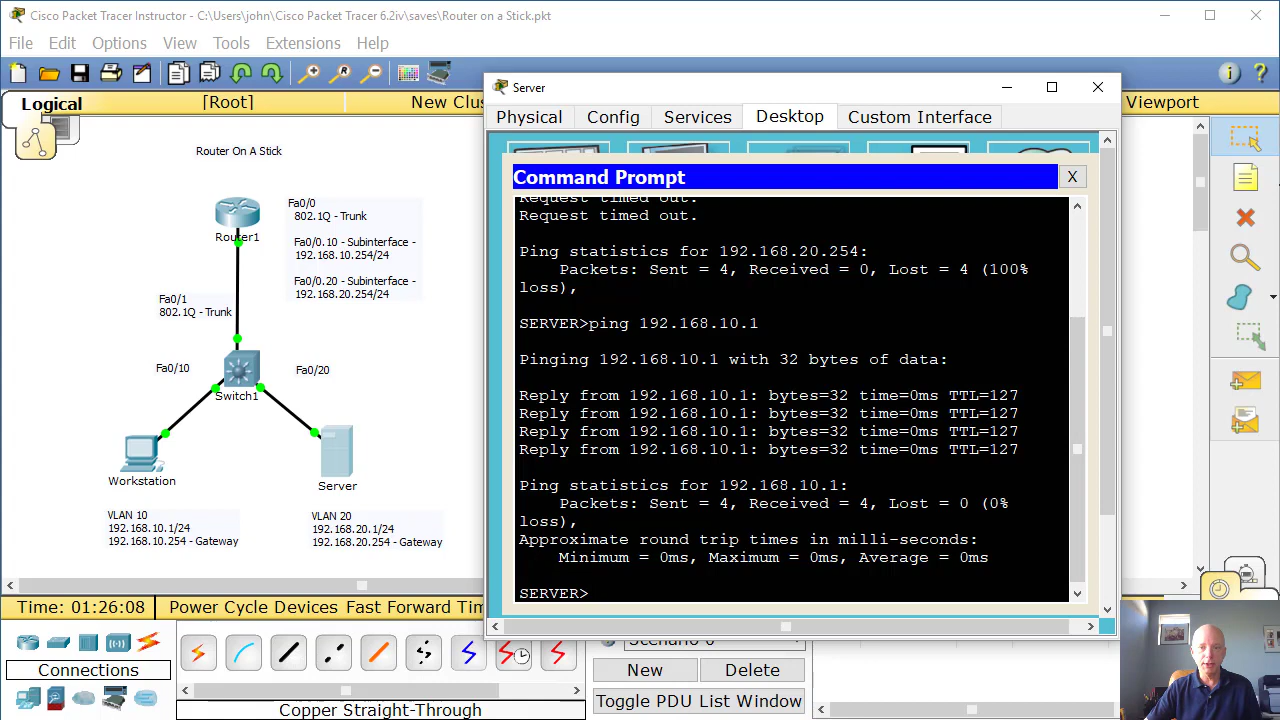 Cisco Packet Tracer Instructor - C:\Users\john\Cisco Packet Tracer 6.2iv\saves\Router on a Stick.pkt
File Edit Options View Tools Extensions Help
Logical [Root] New Clus Viewport
Server
Physical Config Services Desktop Custom Interface
Command Prompt X
Request timed out.
Request timed out.
Ping statistics for 192.168.20.254:
Packets: Sent = 4, Received = 0, Lost = 4 (100%
loss),
SERVER>ping 192.168.10.1
Pinging 192.168.10.1 with 32 bytes of data:
Reply from 192.168.10.1: bytes=32 time=0ms TTL=127
Reply from 192.168.10.1: bytes=32 time=0ms TTL=127
Reply from 192.168.10.1: bytes=32 time=0ms TTL=127
Reply from 192.168.10.1: bytes=32 time=0ms TTL=127
Ping statistics for 192.168.10.1:
Packets: Sent = 4, Received = 4, Lost = 0 (0%
loss),
Approximate round trip times in milli-seconds:
Minimum = 0ms, Maximum = 0ms, Average = 0ms
SERVER>
Router On A Stick
Router1
Fa0/0
802.1Q - Trunk
Fa0/0.10 - Subinterface -
192.168.10.254/24
Fa0/0.20 - Subinterface -
192.168.20.254/24
Fa0/1
802.1Q - Trunk
Fa0/10
Fa0/20
Switch1
Workstation
Server
VLAN 10
192.168.10.1/24
192.168.10.254 - Gateway
VLAN 20
192.168.20.1/24
192.168.20.254 - Gateway
Time: 01:26:08 Power Cycle Devices Fast Forward Tim
Connections
Copper Straight-Through
Scenario 0
New Delete
Toggle PDU List Window